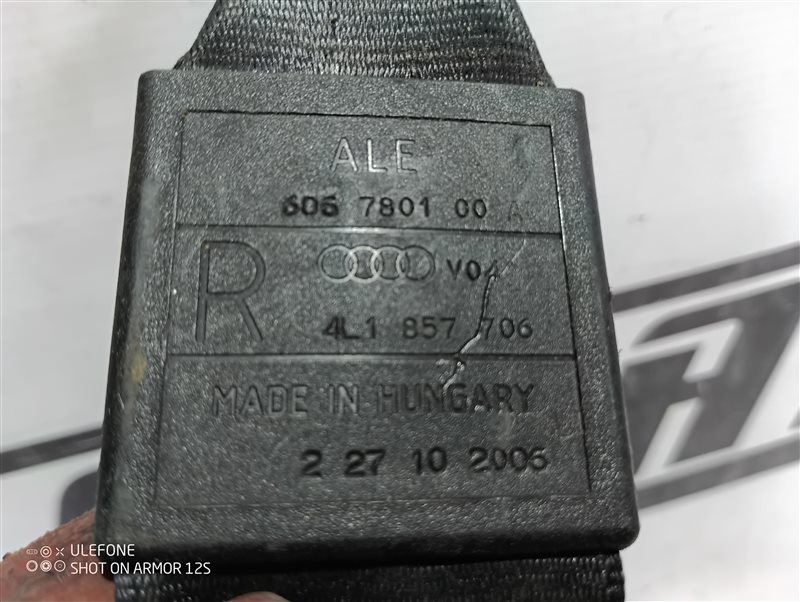 ALE
605 7801 00 A
R
V04
4L1 857 706
MADE IN HUNGARY
2 27 10 2006
ULEFONE
SHOT ON ARMOR 12S